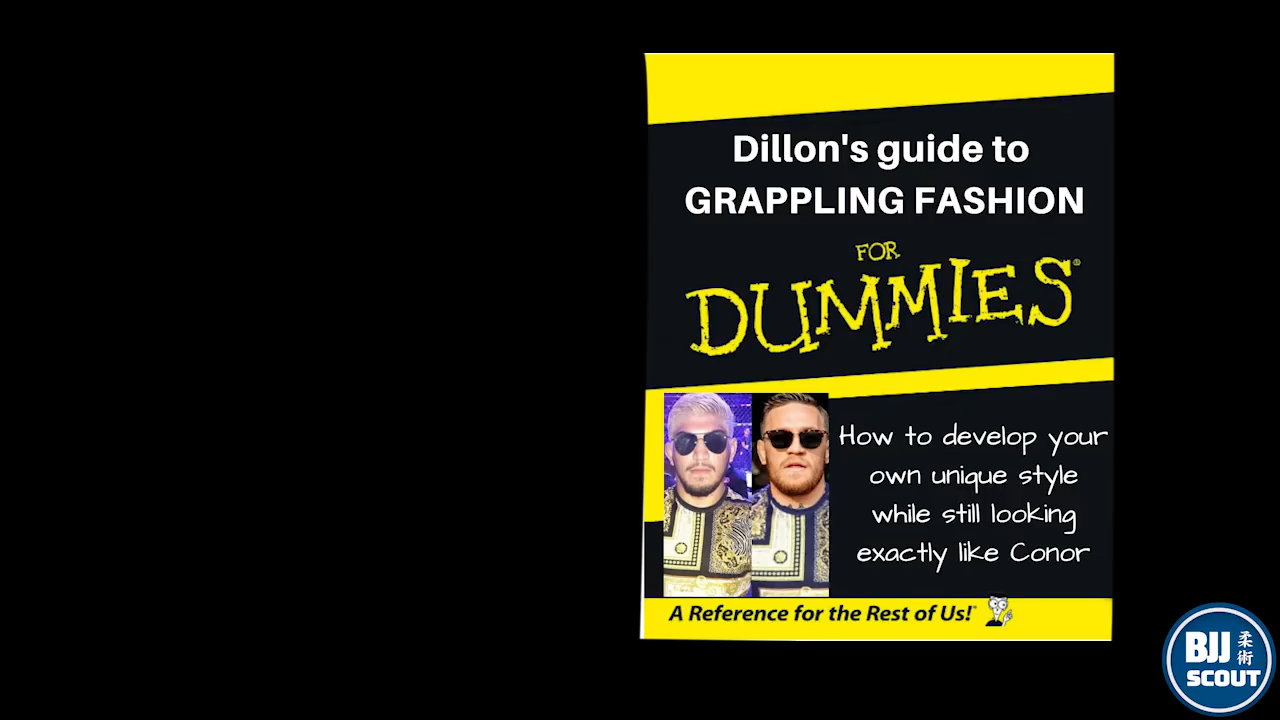 Dillon's guide to
GRAPPLING FASHION
FOR
DUMMIES®
How to develop your
own unique style
while still looking
exactly like Conor
A Reference for the Rest of Us!®
BJJ 柔術
SCOUT